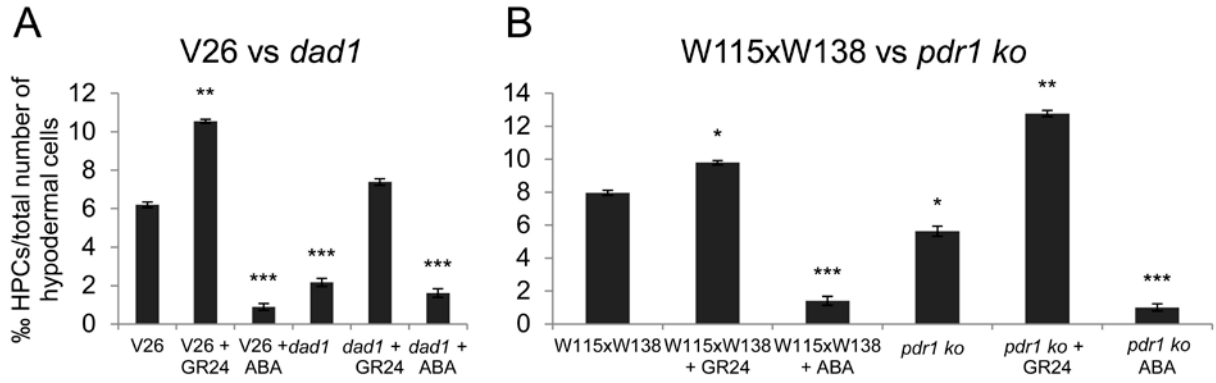 A
V26 vs dad1
‰ HPCs/total number of
hypodermal cells
12
10
8
6
4
2
0
**
***
***
***
V26
V26 +
GR24
V26 +
ABA
dad1
dad1 +
GR24
dad1 +
ABA
B
W115xW138 vs pdr1 ko
14
12
10
8
6
4
2
0
*
***
*
**
***
W115xW138
W115xW138
+ GR24
W115xW138
+ ABA
pdr1 ko
pdr1 ko +
GR24
pdr1 ko
ABA